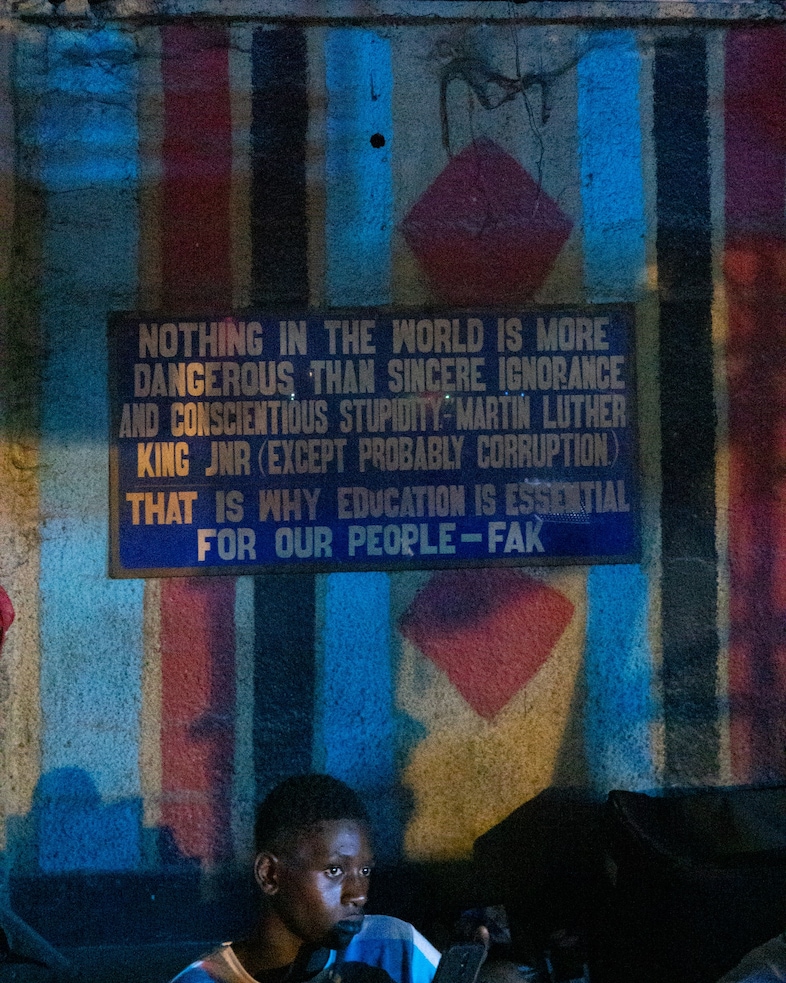 NOTHING IN THE WORLD IS MORE
DANGEROUS THAN SINCERE IGNORANCE
AND CONSCIENTIOUS STUPIDITY.-MARTIN LUTHER
KING JNR (EXCEPT PROBABLY CORRUPTION)
THAT IS WHY EDUCATION IS ESSENTIAL
FOR OUR PEOPLE-FAK